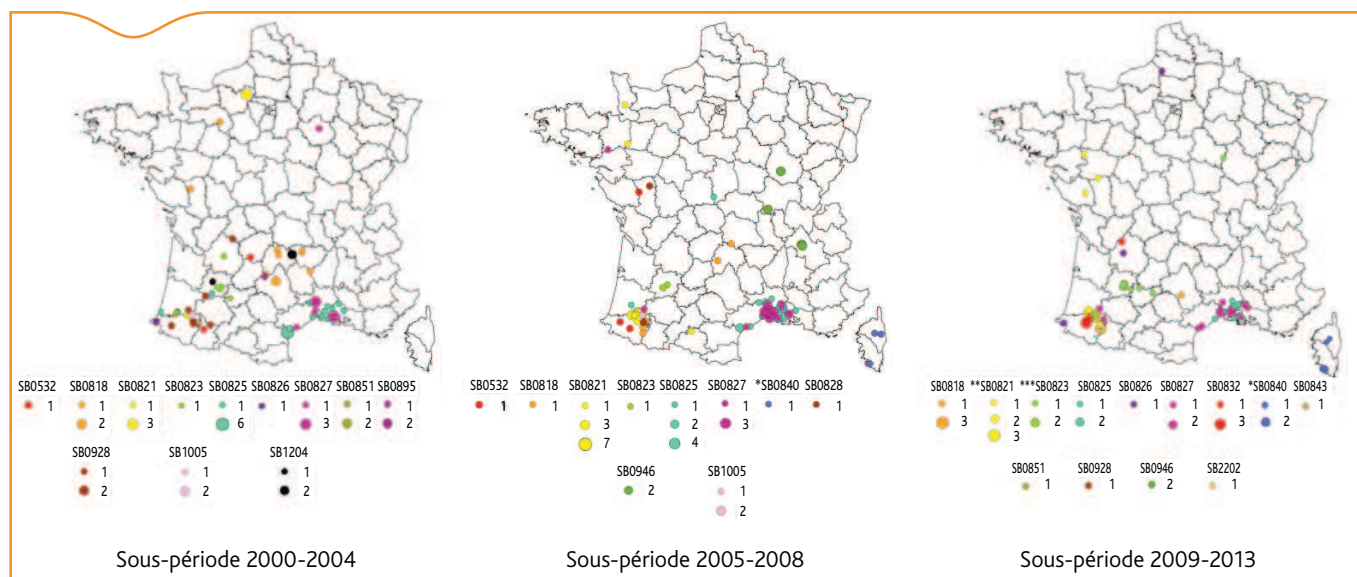 SB0532 SB0818 SB0821 SB0823 SB0825 SB0826 SB0827 SB0851 SB0895
1 1 1 1 1 1 1 1 1
2 3 6 3 2 2
SB0928 SB1005 SB1204
1 1 1
2 2 2
Sous-période 2000-2004
SB0532 SB0818 SB0821 SB0823 SB0825 SB0827 *SB0840 SB0828
1 1 1 1 1 1 1 1
3 2 3
7 4
SB0946 SB1005
2 1
2
Sous-période 2005-2008
SB0818 **SB0821 ***SB0823 SB0825 SB0826 SB0827 SB0832 *SB0840 SB0843
1 1 1 1 1 1 1 1 1
3 2 2 2 2 3 2
3
SB0851 SB0928 SB0946 SB2202
1 1 2 1
Sous-période 2009-2013